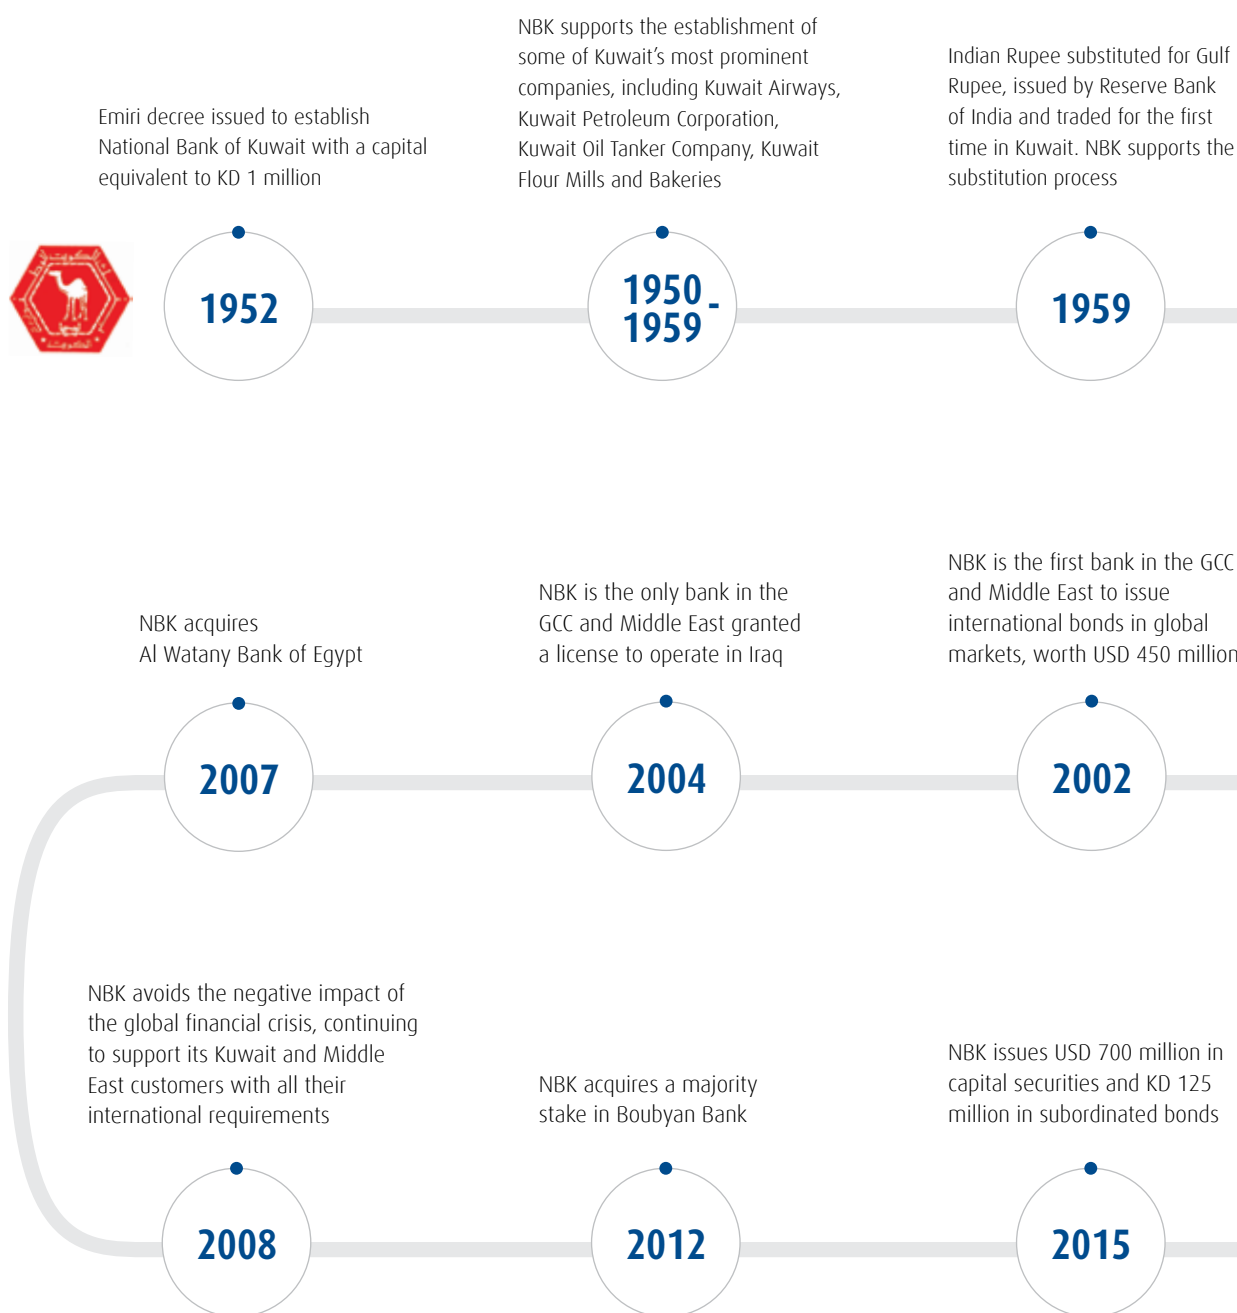 Emiri decree issued to establish
National Bank of Kuwait with a capital
equivalent to KD 1 million
1952
NBK supports the establishment of
some of Kuwait’s most prominent
companies, including Kuwait Airways,
Kuwait Petroleum Corporation,
Kuwait Oil Tanker Company, Kuwait
Flour Mills and Bakeries
1950 -
1959
Indian Rupee substituted for Gulf
Rupee, issued by Reserve Bank
of India and traded for the first
time in Kuwait. NBK supports the
substitution process
1959
NBK acquires
Al Watany Bank of Egypt
2007
NBK is the only bank in the
GCC and Middle East granted
a license to operate in Iraq
2004
NBK is the first bank in the GCC
and Middle East to issue
international bonds in global
markets, worth USD 450 million
2002
NBK avoids the negative impact of
the global financial crisis, continuing
to support its Kuwait and Middle
East customers with all their
international requirements
2008
NBK acquires a majority
stake in Boubyan Bank
2012
NBK issues USD 700 million in
capital securities and KD 125
million in subordinated bonds
2015